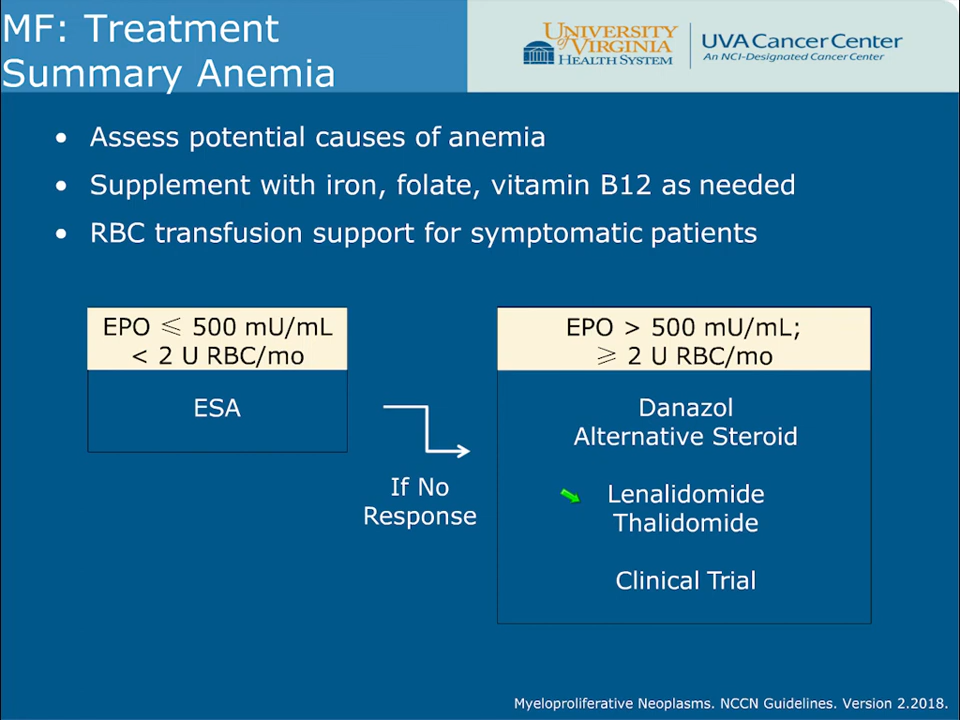 MF: Treatment
Summary Anemia
UNIVERSITY
of VIRGINIA
HEALTH SYSTEM
UVA Cancer Center
An NCI-Designated Cancer Center
• Assess potential causes of anemia
• Supplement with iron, folate, vitamin B12 as needed
• RBC transfusion support for symptomatic patients
EPO ≤ 500 mU/mL
< 2 U RBC/mo
ESA
If No
Response
EPO > 500 mU/mL;
≥ 2 U RBC/mo
Danazol
Alternative Steroid
Lenalidomide
Thalidomide
Clinical Trial
Myeloproliferative Neoplasms. NCCN Guidelines. Version 2.2018.